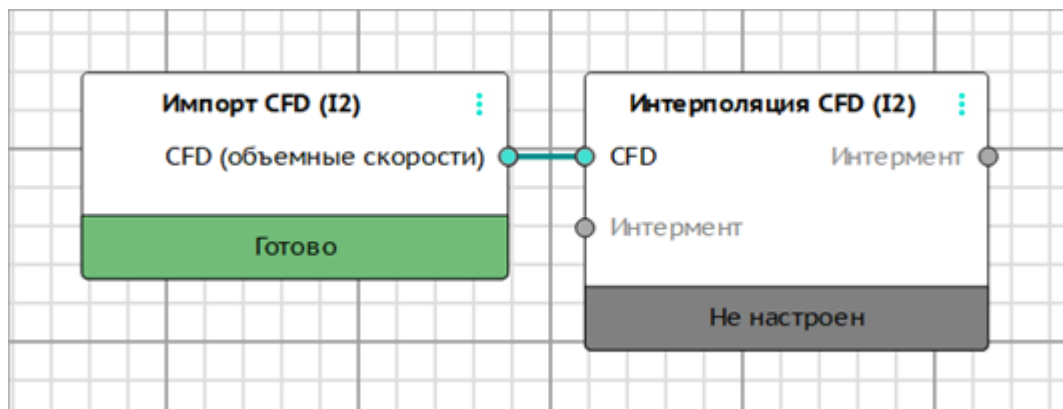 Импорт CFD (I2)
CFD (объемные скорости)
Готово
Интерполяция CFD (I2)
CFD
Интермент
Интермент
Не настроен